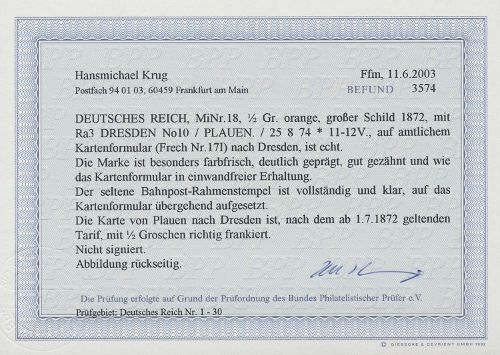 Hansmichael Krug
Ffm, 11.6.2003
Postfach 94 01 03, 60459 Frankfurt am Main
BEFUND 3574
DEUTSCHES REICH, MiNr.18, ½ Gr. orange, großer Schild 1872, mit
Ra3 DRESDEN No10 / PLAUEN. / 25 8 74 * 11-12V., auf amtlichem
Kartenformular (Frech Nr.17I) nach Dresden, ist echt.
Die Marke ist besonders farbfrisch, deutlich geprägt, gut gezähnt und wie
das Kartenformular in einwandfreier Erhaltung.
Der seltene Bahnpost-Rahmenstempel ist vollständig und klar, auf das
Kartenformular übergehend aufgesetzt.
Die Karte von Plauen nach Dresden ist, nach dem ab 1.7.1872 geltenden
Tarif, mit ½ Groschen richtig frankiert.
Nicht signiert.
Abbildung rückseitig.
Die Prüfung erfolgte auf Grund der Prüfordnung des Bundes Philatelistischer Prüfer e.V.
Prüfgebiet: Deutsches Reich Nr. 1 - 30
© GIESECKE & DEVRIENT GMBH 1992